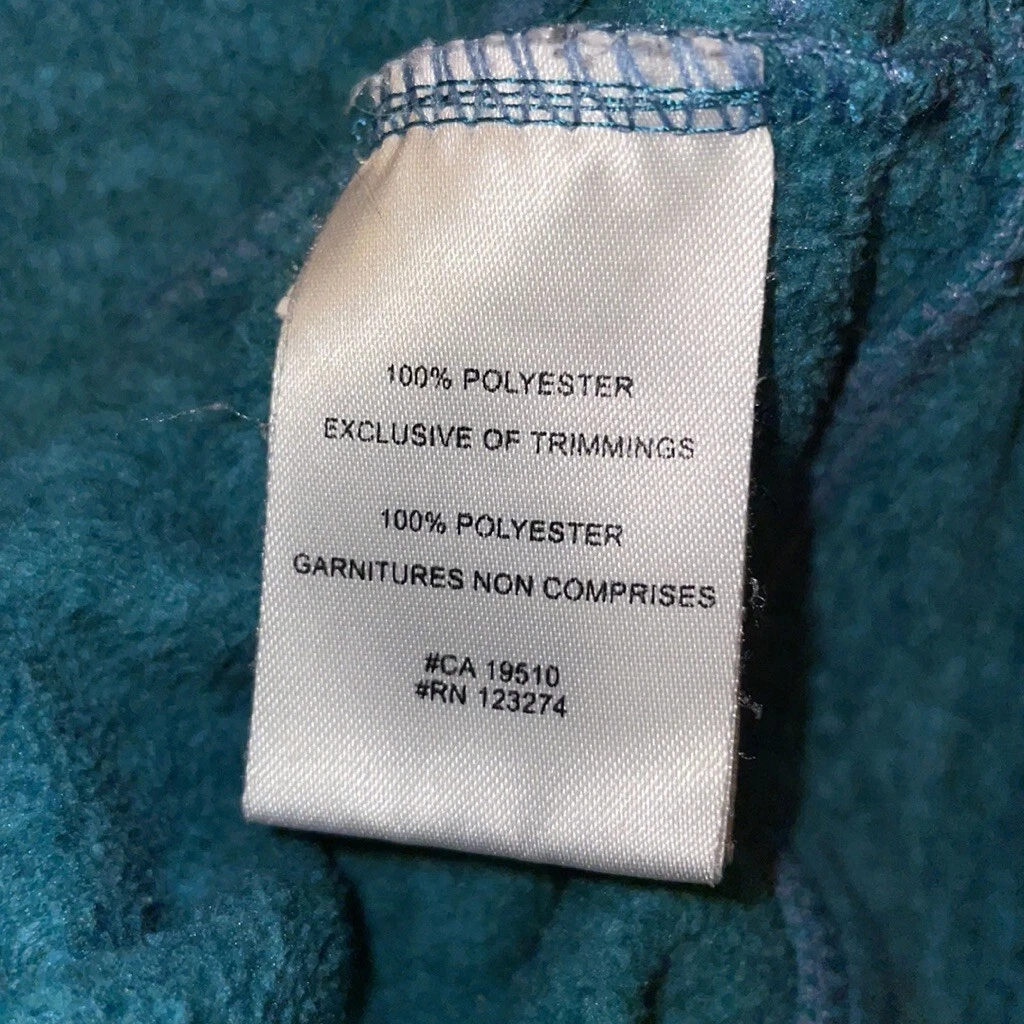 100% POLYESTER
EXCLUSIVE OF TRIMMINGS
100% POLYESTER
GARNITURES NON COMPRISES
#CA 19510
#RN 123274